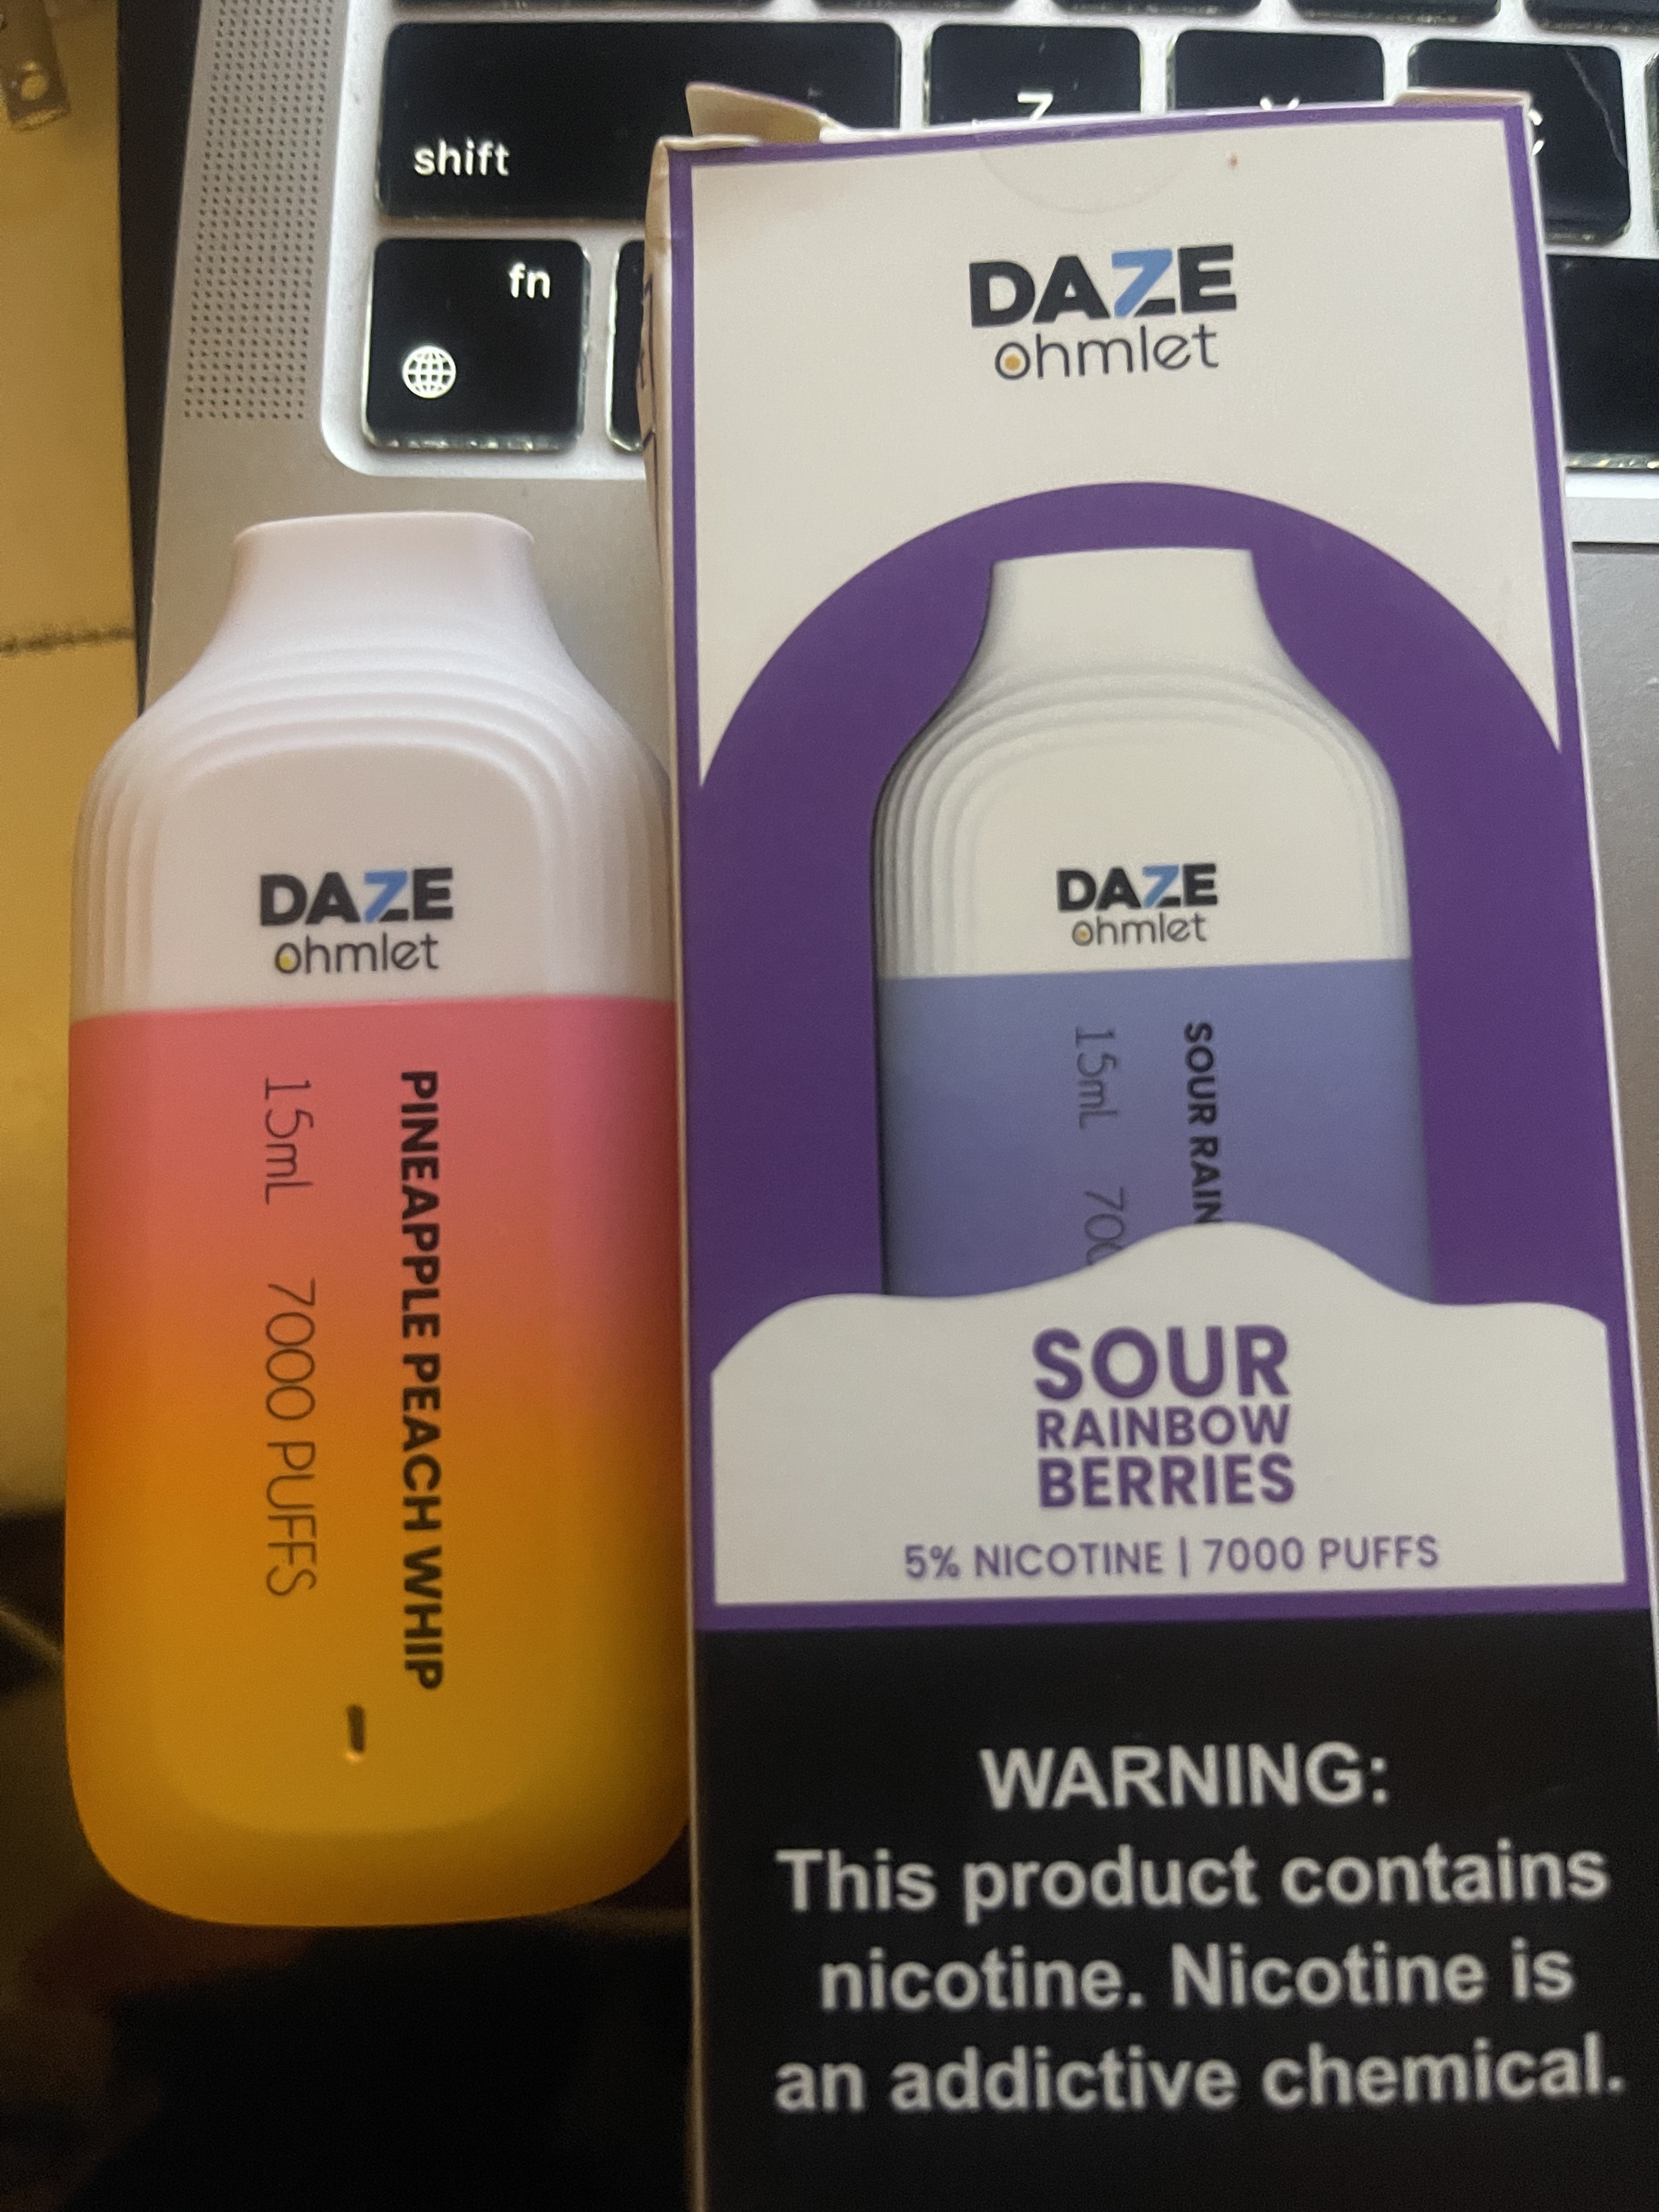 shift
Z
fn
DAZE
ohmlet
DAZE
ohmlet
PINEAPPLE PEACH WHIP
15mL 7000 PUFFS
DAZE
ohmlet
SOUR RAIN
15mL 700
SOUR
RAINBOW
BERRIES
5% NICOTINE | 7000 PUFFS
WARNING:
This product contains
nicotine. Nicotine is
an addictive chemical.